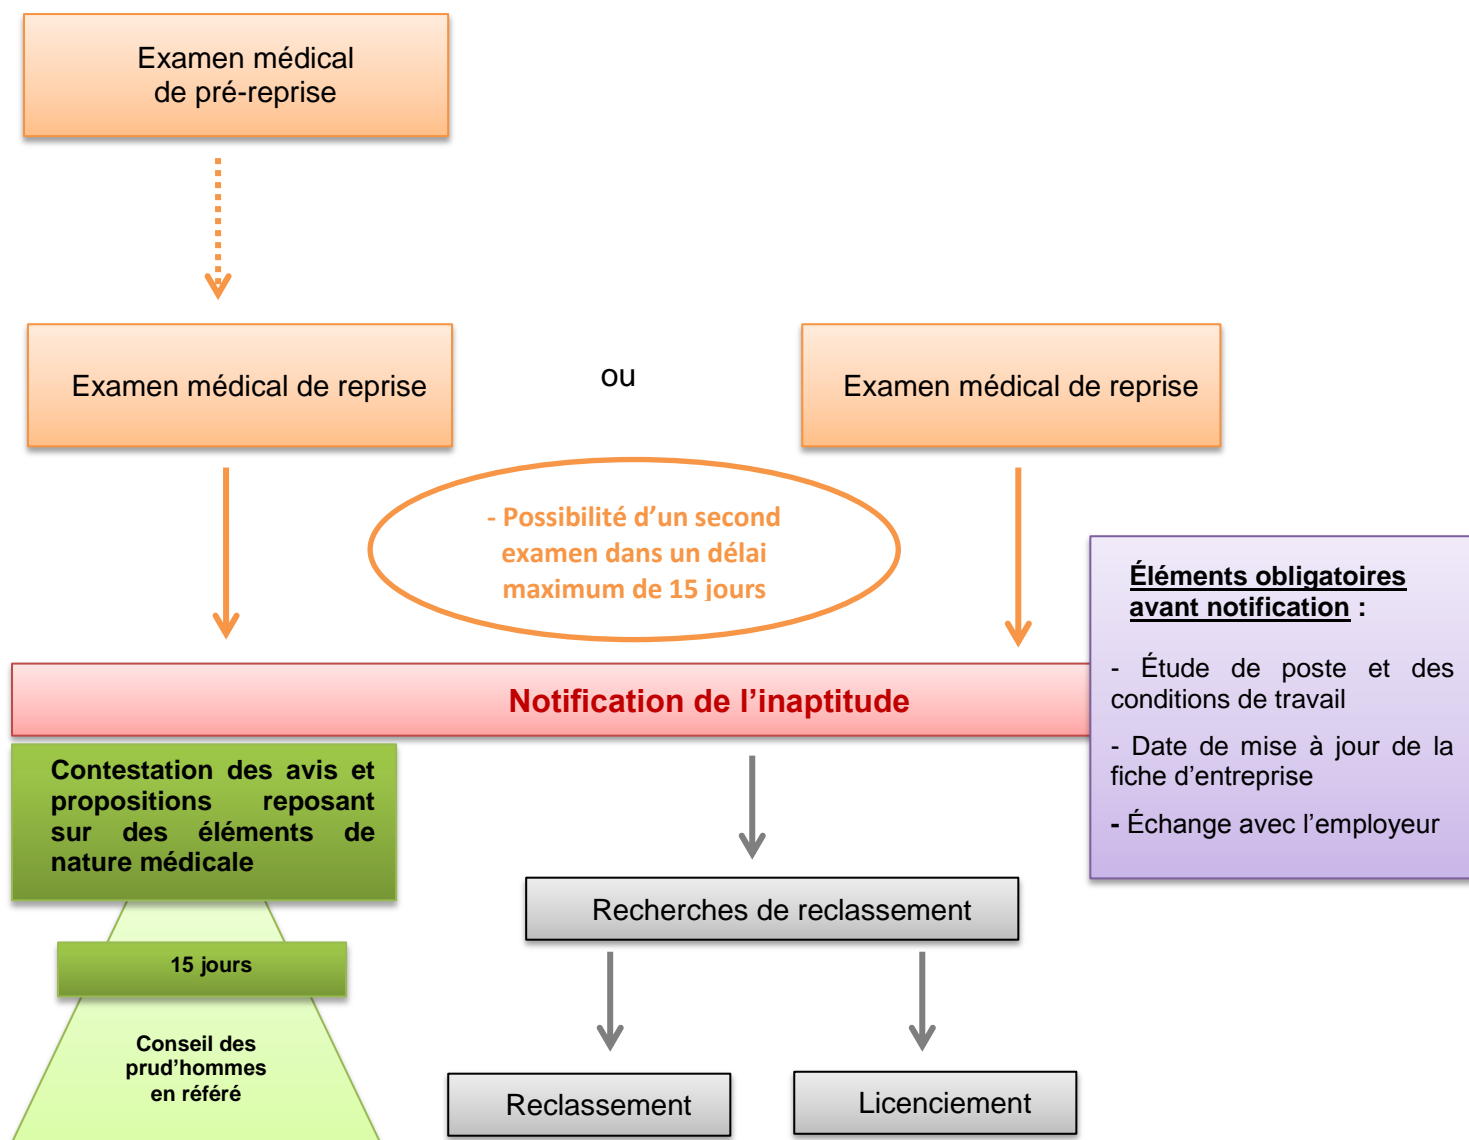 Examen médical
de pré-reprise
Examen médical de reprise
ou
Examen médical de reprise
- Possibilité d’un second
examen dans un délai
maximum de 15 jours
Éléments obligatoires
avant notification :
- Étude de poste et des
conditions de travail
- Date de mise à jour de la
fiche d’entreprise
- Échange avec l’employeur
Notification de l’inaptitude
Contestation des avis et
propositions reposant
sur des éléments de
nature médicale
15 jours
Conseil des
prud’hommes
en référé
Recherches de reclassement
Reclassement
Licenciement